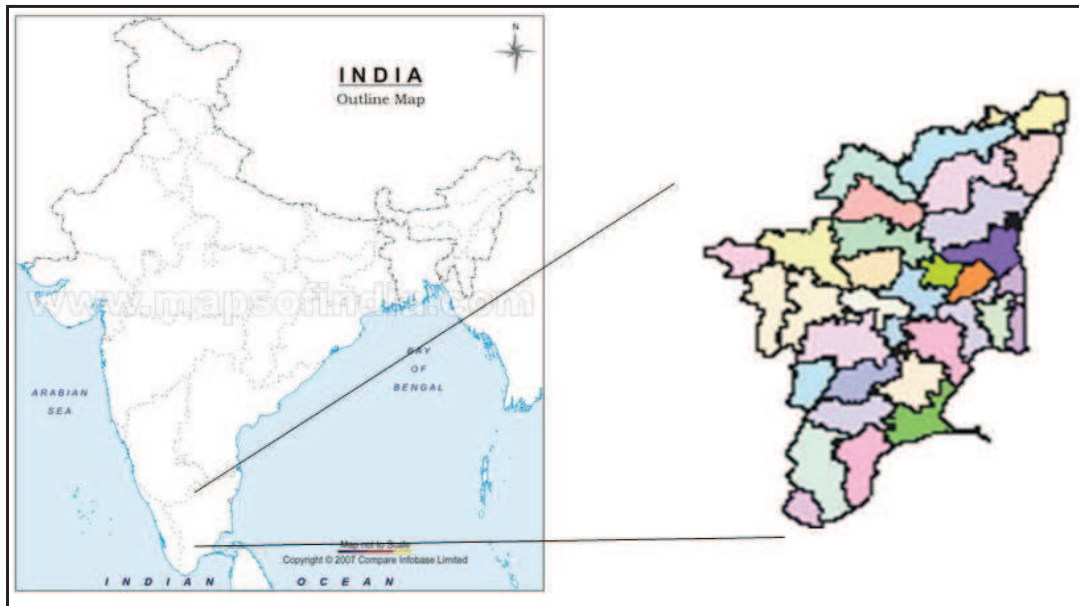 N
INDIA
Outline Map
www.mapsofindia.com
BAY
OF
BENGAL
ARABIAN
SEA
Map not to Scale
Copyright © 2007 Compare Infobase Limited
INDIAN OCEAN